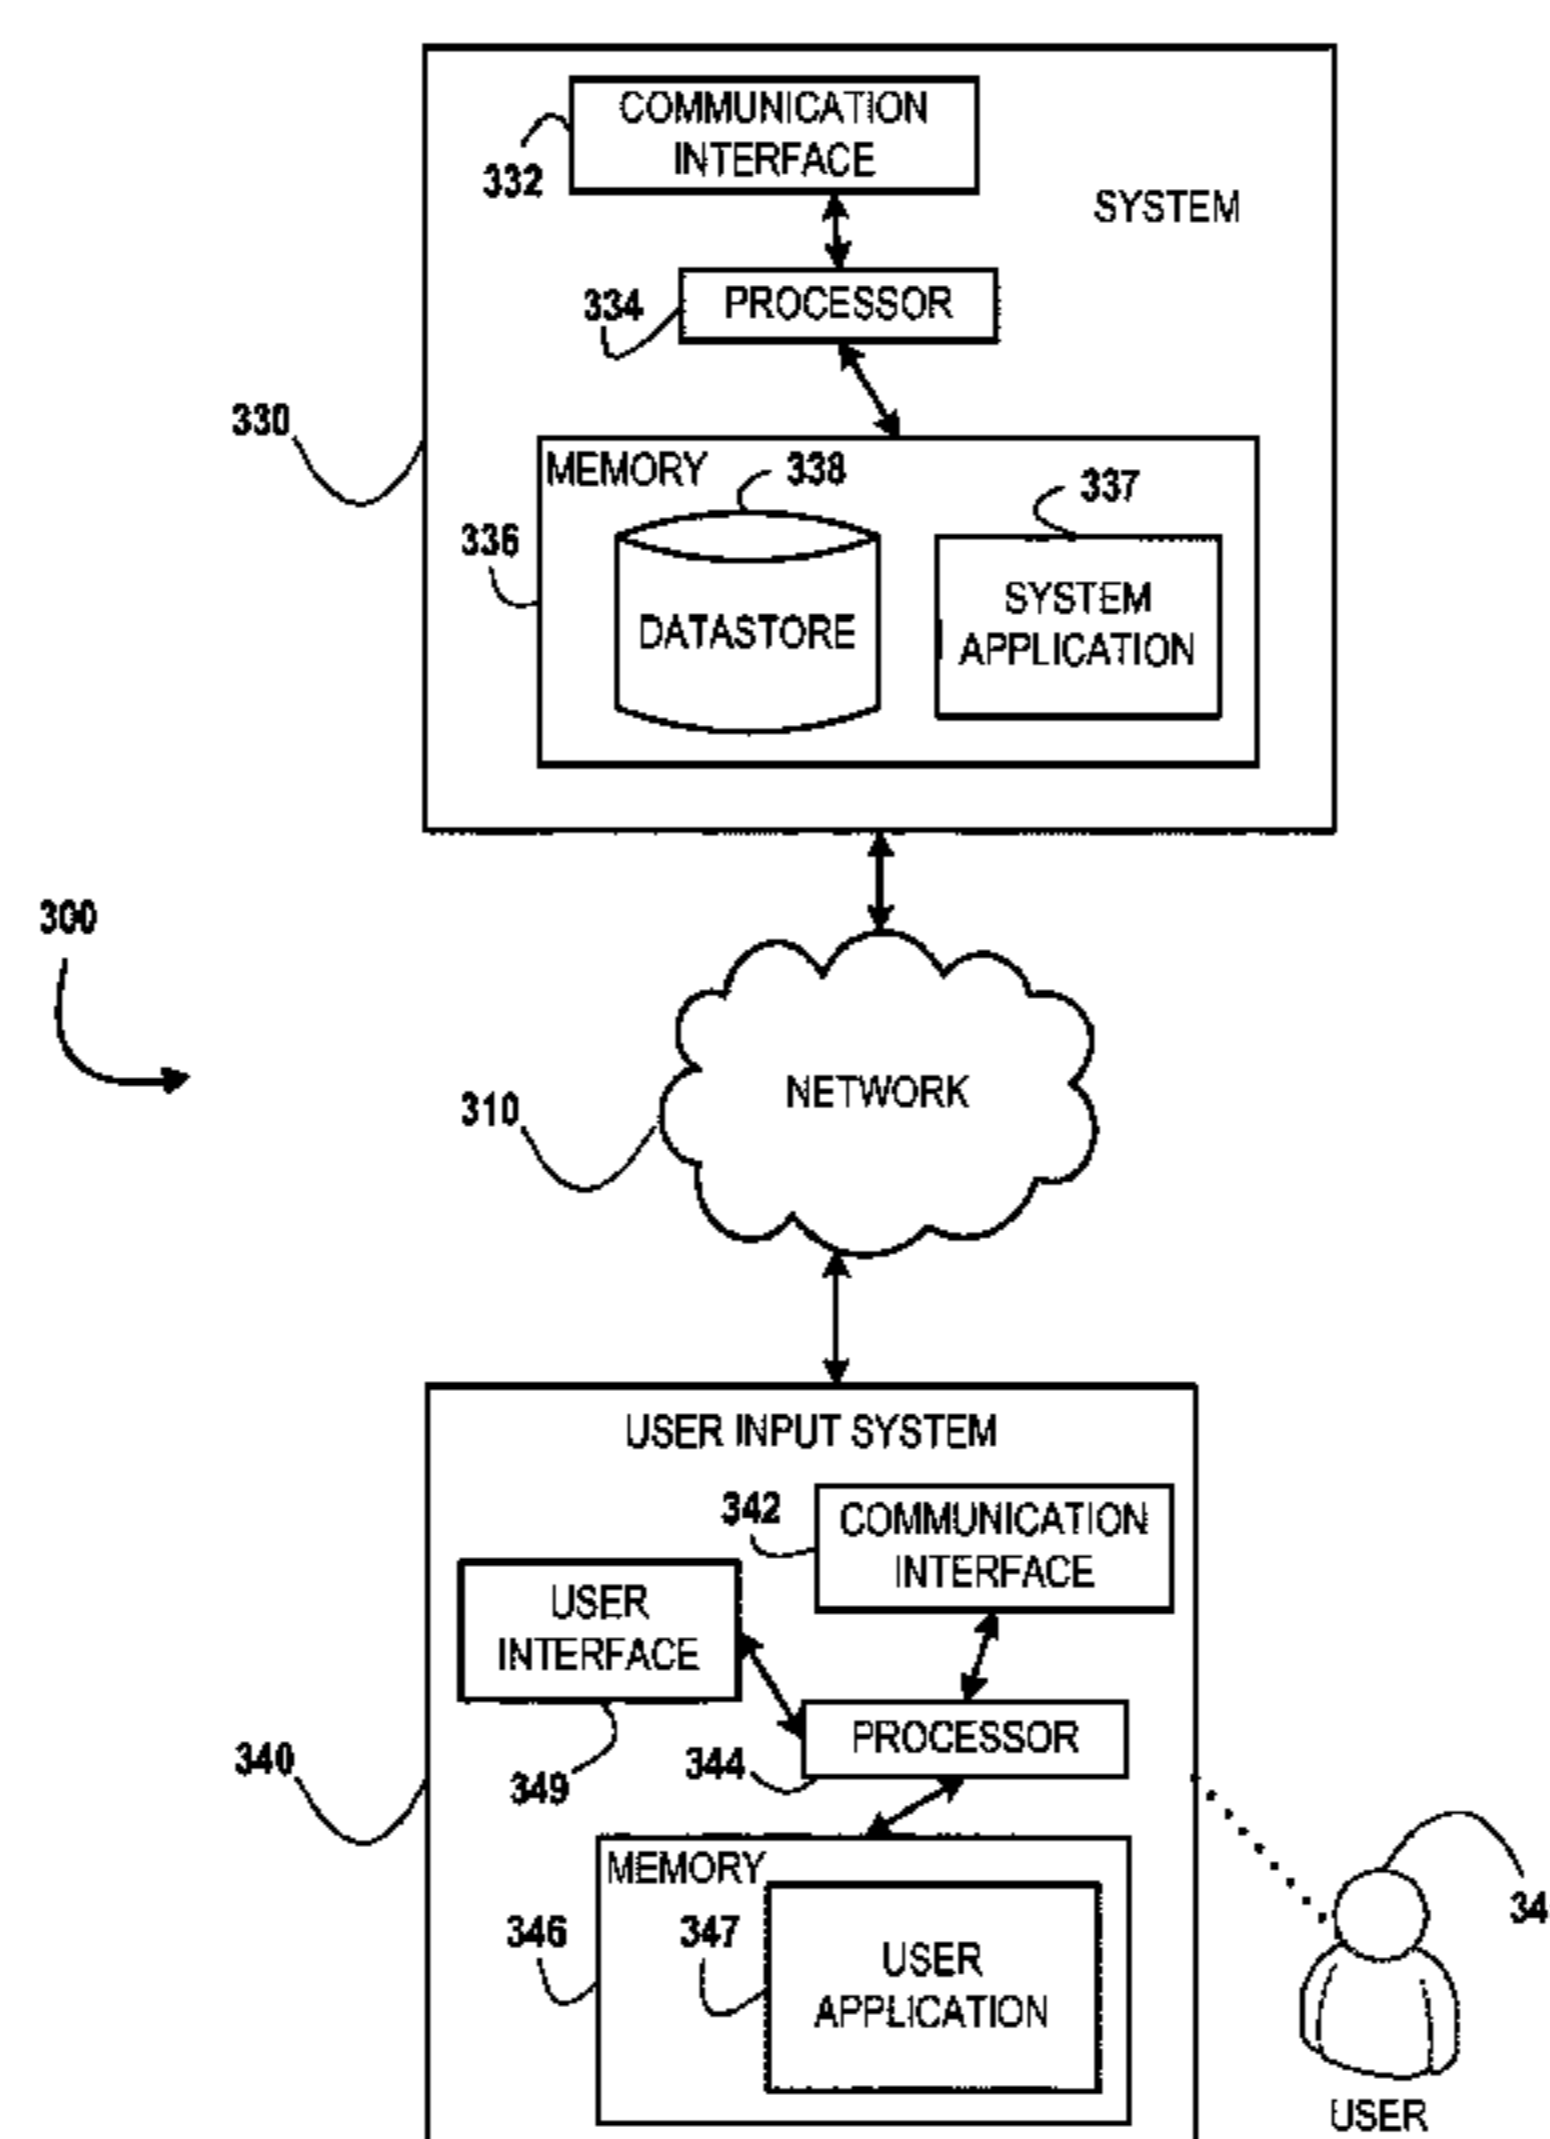 COMMUNICATION
INTERFACE
332
SYSTEM
334
PROCESSOR
330
MEMORY
338
337
336
DATASTORE
SYSTEM
APPLICATION
300
NETWORK
310
USER INPUT SYSTEM
342
COMMUNICATION
INTERFACE
USER
INTERFACE
PROCESSOR
340
349
344
MEMORY
346
347
USER
APPLICATION
34
USER